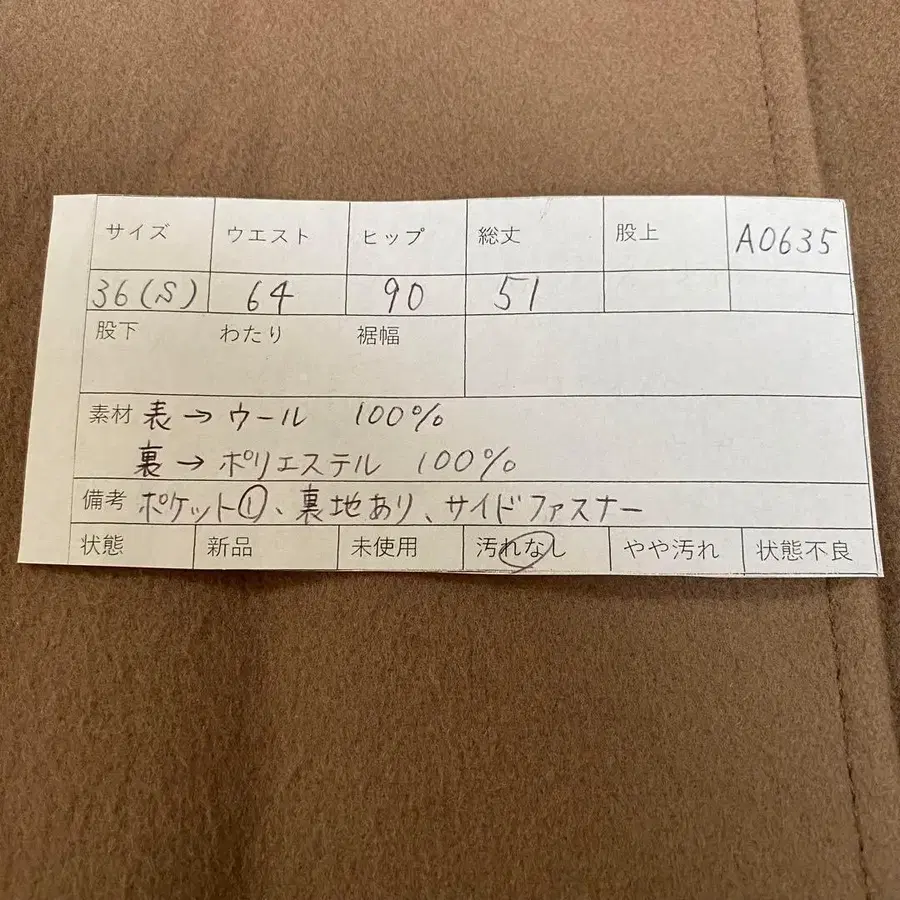 サイズ ウエスト ヒップ 総丈 股上 A0635
36(S) 64 90 51
股下 わたり 裾幅
素材 表→ウール 100%
裏→ポリエステル 100%
備考 ポケット①、裏地あり、サイドファスナー
状態 新品 未使用 汚れなし やや汚れ 状態不良